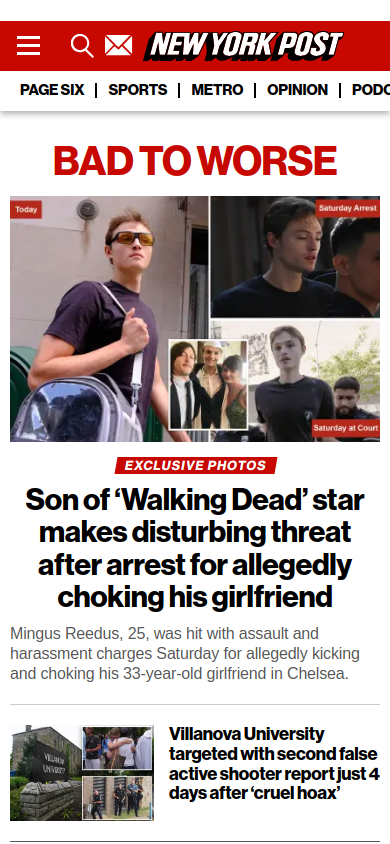 NEW YORK POST
PAGE SIX | SPORTS | METRO | OPINION | PODC
BAD TO WORSE
Today
Saturday Arrest
Saturday at Court
EXCLUSIVE PHOTOS
Son of ‘Walking Dead’ star
makes disturbing threat
after arrest for allegedly
choking his girlfriend
Mingus Reedus, 25, was hit with assault and
harassment charges Saturday for allegedly kicking
and choking his 33-year-old girlfriend in Chelsea.
VILLANOVA
UNIVERSITY
Villanova University
targeted with second false
active shooter report just 4
days after ‘cruel hoax’